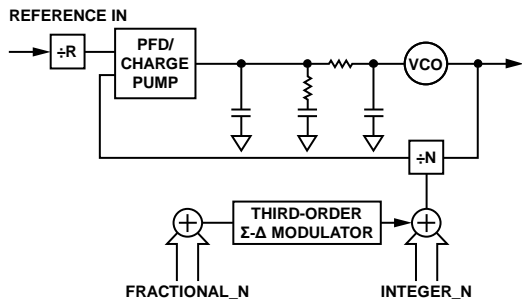 REFERENCE IN
÷R
PFD/
CHARGE
PUMP
VCO
÷N
THIRD-ORDER
Σ-Δ MODULATOR
FRACTIONAL_N
INTEGER_N